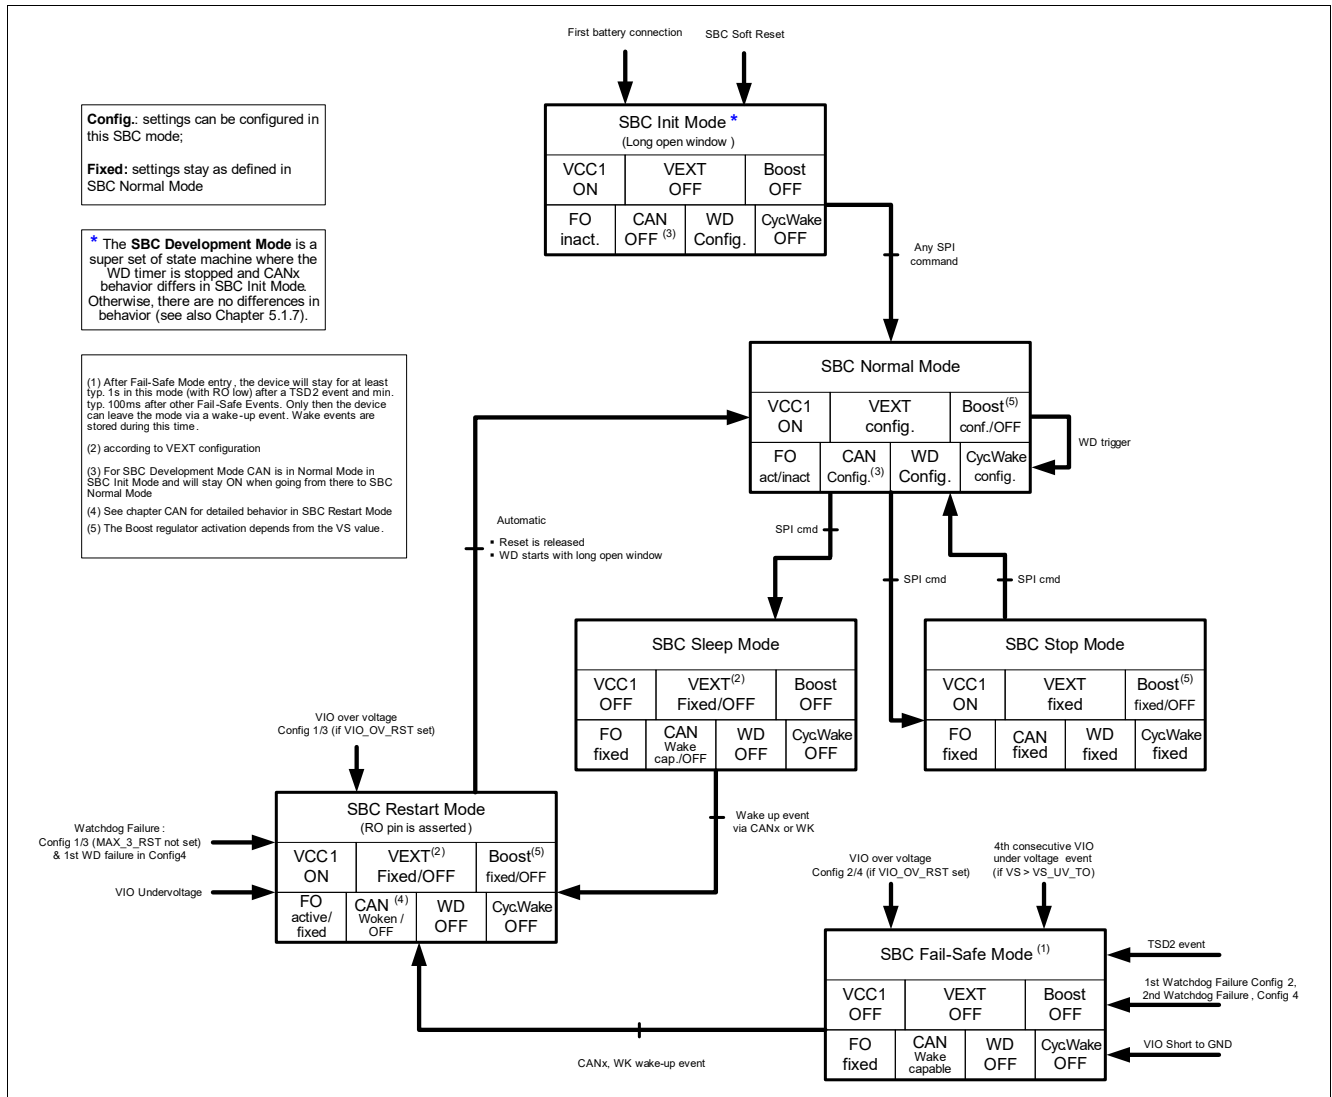 First battery connection
SBC Soft Reset
Config.: settings can be configured in
this SBC mode;
Fixed: settings stay as defined in
SBC Normal Mode
* The SBC Development Mode is a
super set of state machine where the
WD timer is stopped and CANx
behavior differs in SBC Init Mode.
Otherwise, there are no differences in
behavior (see also Chapter 5.1.7).
(1) After Fail-Safe Mode entry, the device will stay for at least
typ. 1s in this mode (with RO low) after a TSD2 event and min.
typ. 100ms after other Fail-Safe Events. Only then the device
can leave the mode via a wake-up event. Wake events are
stored during this time.
(2) according to VEXT configuration
(3) For SBC Development Mode CAN is in Normal Mode in
SBC Init Mode and will stay ON when going from there to SBC
Normal Mode
(4) See chapter CAN for detailed behavior in SBC Restart Mode
(5) The Boost regulator activation depends from the VS value.
SBC Init Mode *
(Long open window )
VCC1
ON
VEXT
OFF
Boost
OFF
FO
inact.
CAN
OFF (3)
WD
Config.
Cyc.Wake
OFF
Any SPI
command
SBC Normal Mode
VCC1
ON
VEXT
config.
Boost(5)
conf./OFF
FO
act/inact
CAN
Config.(3)
WD
Config.
Cyc.Wake
config.
WD trigger
Automatic
▪ Reset is released
▪ WD starts with long open window
SPI cmd
SPI cmd
SPI cmd
SBC Sleep Mode
VCC1
OFF
VEXT(2)
Fixed/OFF
Boost
OFF
FO
fixed
CAN
Wake
cap./OFF
WD
OFF
Cyc.Wake
OFF
SBC Stop Mode
VCC1
ON
VEXT
fixed
Boost(5)
fixed/OFF
FO
fixed
CAN
fixed
WD
fixed
Cyc.Wake
fixed
VIO over voltage
Config 1/3 (if VIO_OV_RST set)
Watchdog Failure :
Config 1/3 (MAX_3_RST not set)
& 1st WD failure in Config4
VIO Undervoltage
SBC Restart Mode
(RO pin is asserted )
VCC1
ON
VEXT(2)
Fixed/OFF
Boost(5)
fixed/OFF
FO
active/
fixed
CAN (4)
Woken /
OFF
WD
OFF
Cyc.Wake
OFF
Wake up event
via CANx or WK
VIO over voltage
Config 2/4 (if VIO_OV_RST set)
4th consecutive VIO
under voltage event
(if VS > VS_UV_TO)
SBC Fail-Safe Mode (1)
VCC1
OFF
VEXT
OFF
Boost
OFF
FO
fixed
CAN
Wake
capable
WD
OFF
Cyc.Wake
OFF
TSD2 event
1st Watchdog Failure Config 2,
2nd Watchdog Failure , Config 4
VIO Short to GND
CANx, WK wake-up event